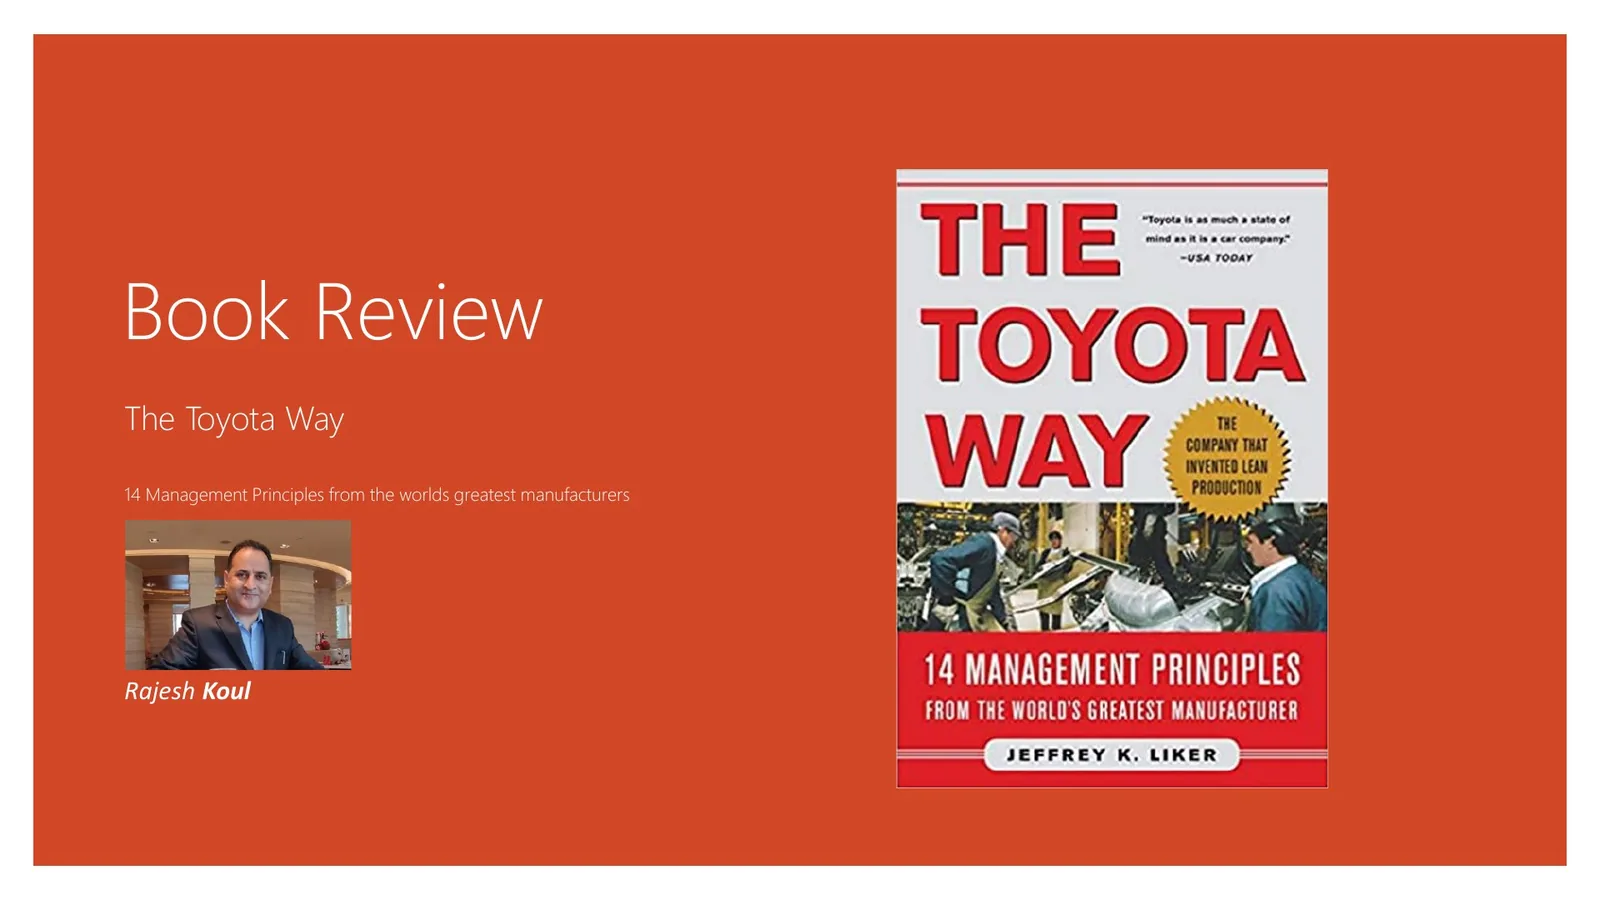 Book Review
The Toyota Way
14 Management Principles from the worlds greatest manufacturers
Rajesh Koul
THE
TOYOTA
WAY
"Toyota is as much a state of
mind as it is a car company."
—USA TODAY
THE
COMPANY THAT
INVENTED LEAN
PRODUCTION
14 MANAGEMENT PRINCIPLES
FROM THE WORLD'S GREATEST MANUFACTURER
JEFFREY K. LIKER